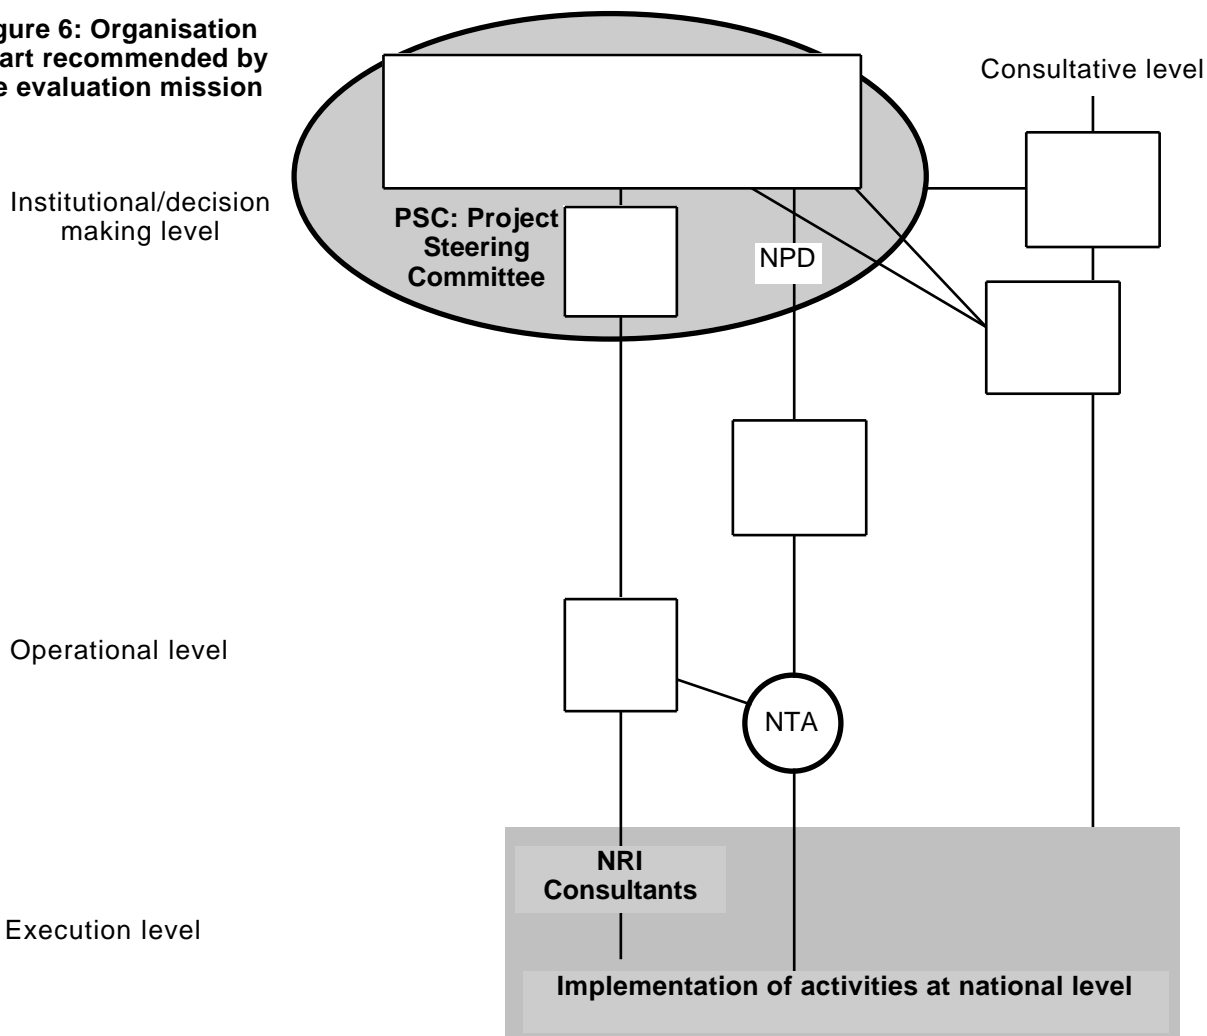 gure 6: Organisation
art recommended by
e evaluation mission
Consultative level
Institutional/decision
making level
PSC: Project
Steering
Committee
NPD
Operational level
NTA
NRI
Consultants
Execution level
Implementation of activities at national level